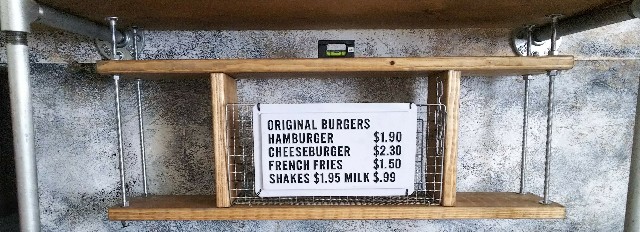 ORIGINAL BURGERS
HAMBURGER $1.90
CHEESEBURGER $2.30
FRENCH FRIES $1.50
SHAKES $1.95 MILK $.99